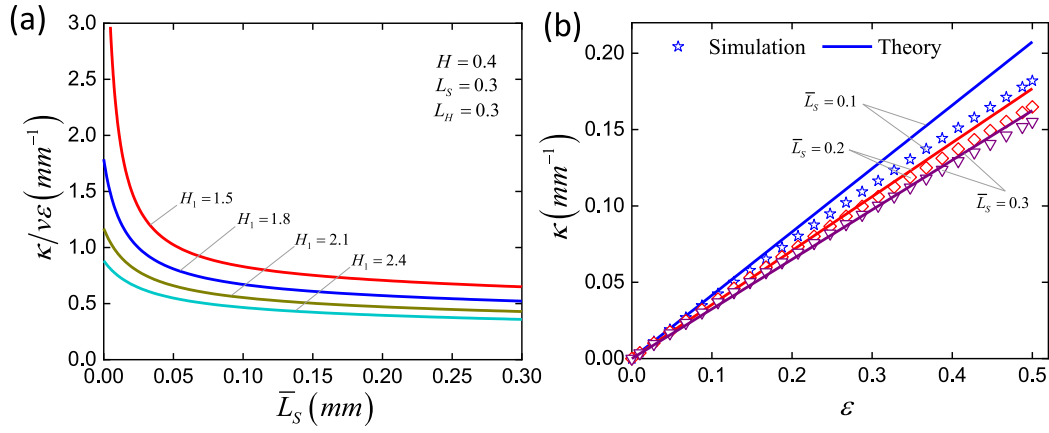 (a)
3.0
2.5
2.0
1.5
1.0
0.5
0.0
κ/νε(mm⁻¹)
H = 0.4
L_S = 0.3
L_H = 0.3
H₁ = 1.5
H₁ = 1.8
H₁ = 2.1
H₁ = 2.4
0.00 0.05 0.10 0.15 0.20 0.25 0.30
L̅_S(mm)
(b)
0.20
0.15
0.10
0.05
0.00
κ(mm⁻¹)
Simulation Theory
L̅_S = 0.1
L̅_S = 0.2
L̅_S = 0.3
0.0 0.1 0.2 0.3 0.4 0.5
ε